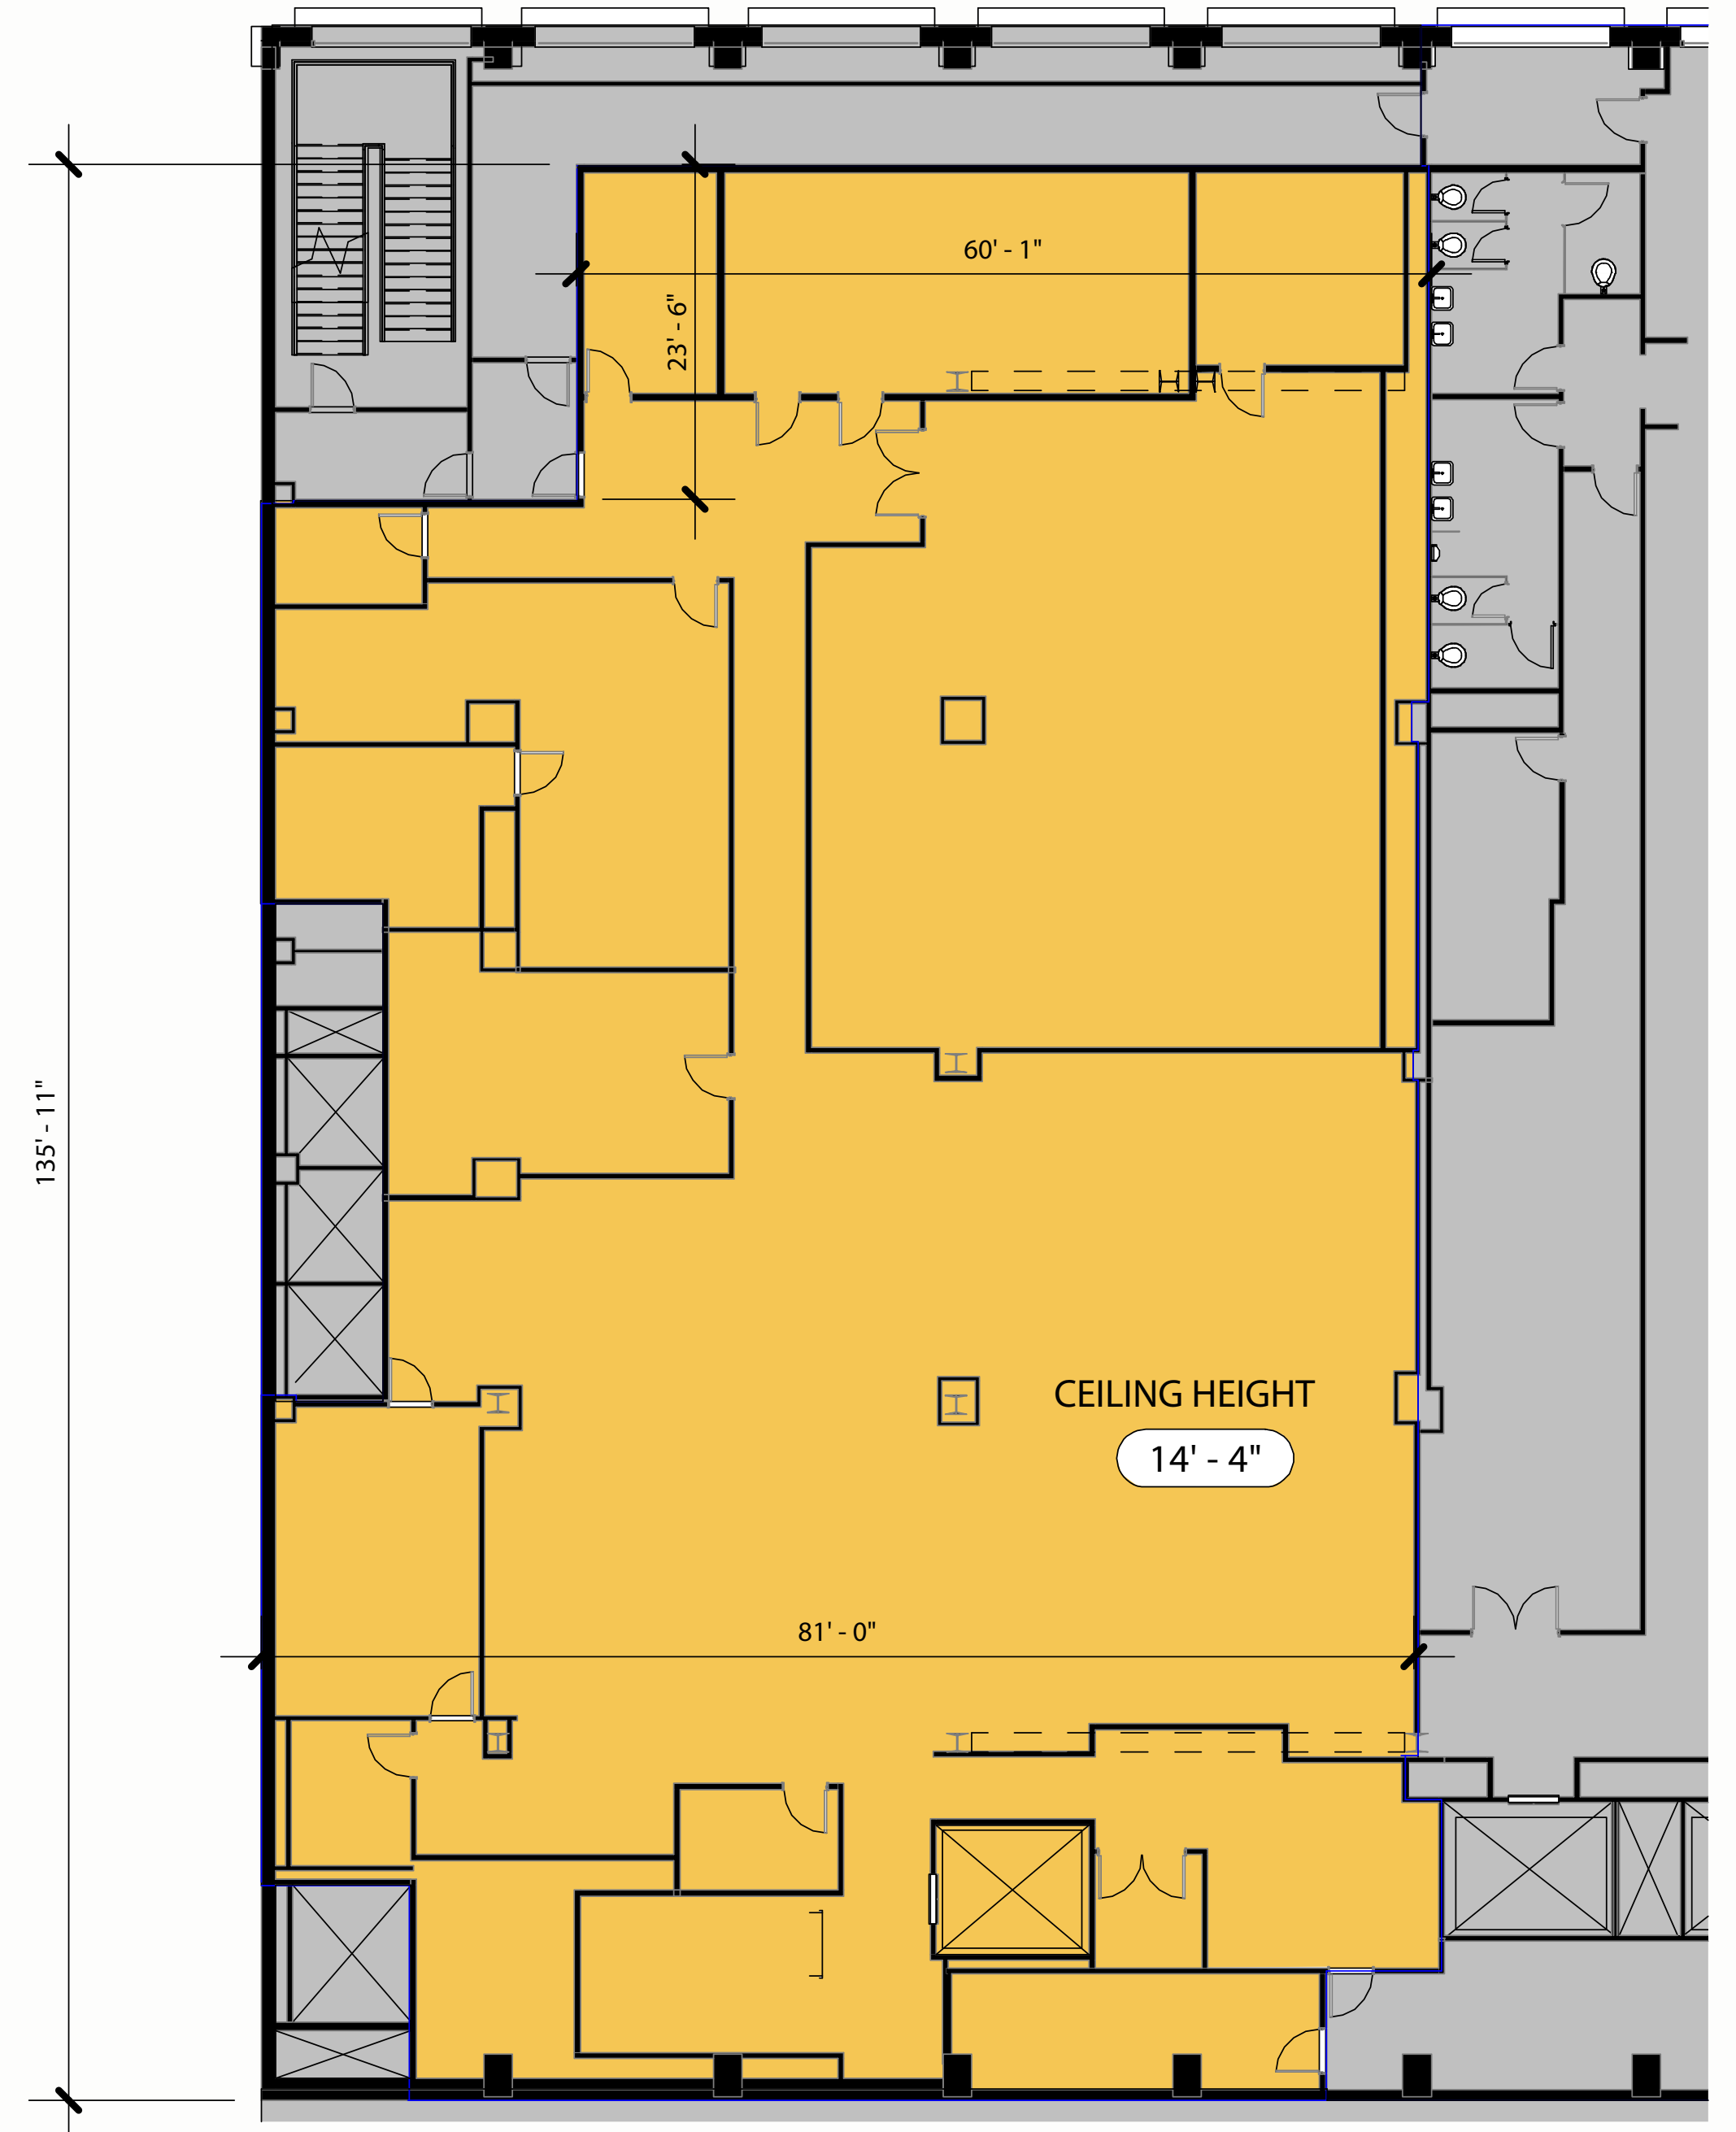 60' - 1"
23' - 6"
135' - 11"
CEILING HEIGHT
14' - 4"
81' - 0"